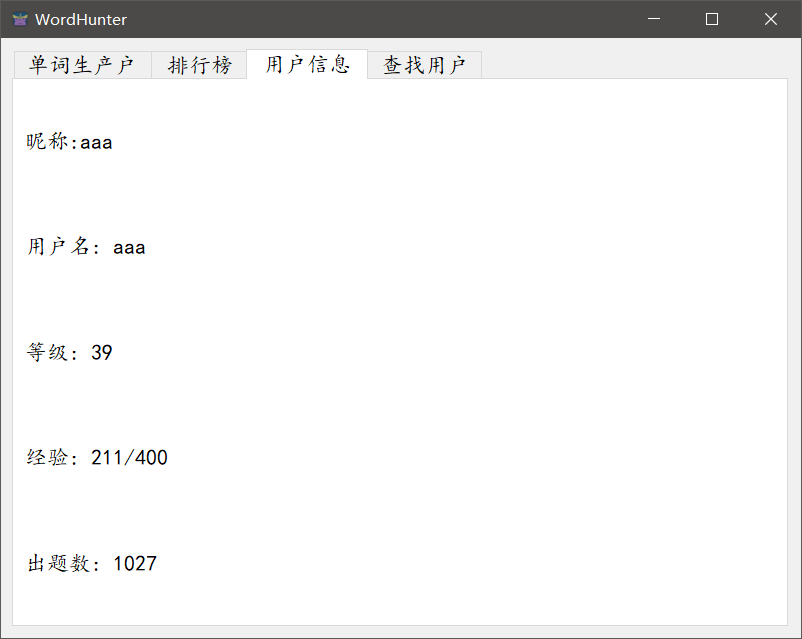 WordHunter
单词生产户 排行榜 用户信息 查找用户
昵称:aaa
用户名: aaa
等级: 39
经验: 211/400
出题数: 1027